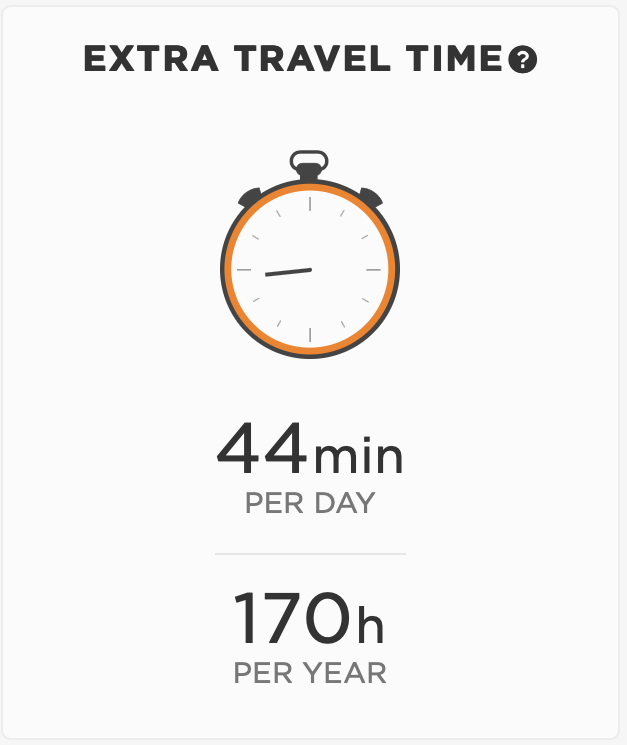 EXTRA TRAVEL TIME?
44min
PER DAY
170h
PER YEAR